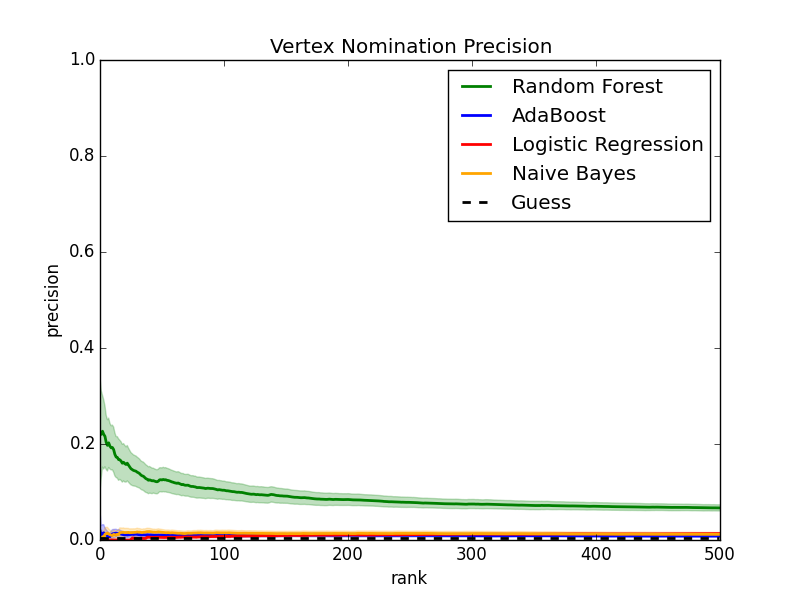 Vertex Nomination Precision
1.0
0.8
0.6
0.4
0.2
0.0
precision
Random Forest
AdaBoost
Logistic Regression
Naive Bayes
Guess
0 100 200 300 400 500
rank